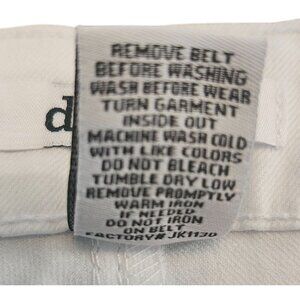 REMOVE BELT
BEFORE WASHING
WASH BEFORE WEAR
TURN GARMENT
INSIDE OUT
MACHINE WASH COLD
WITH LIKE COLORS
DO NOT BLEACH
TUMBLE DRY LOW
REMOVE PROMPTLY
WARM IRON
IF NEEDED
DO NOT IRON
ON BELT
FACTORY# JK1130
d